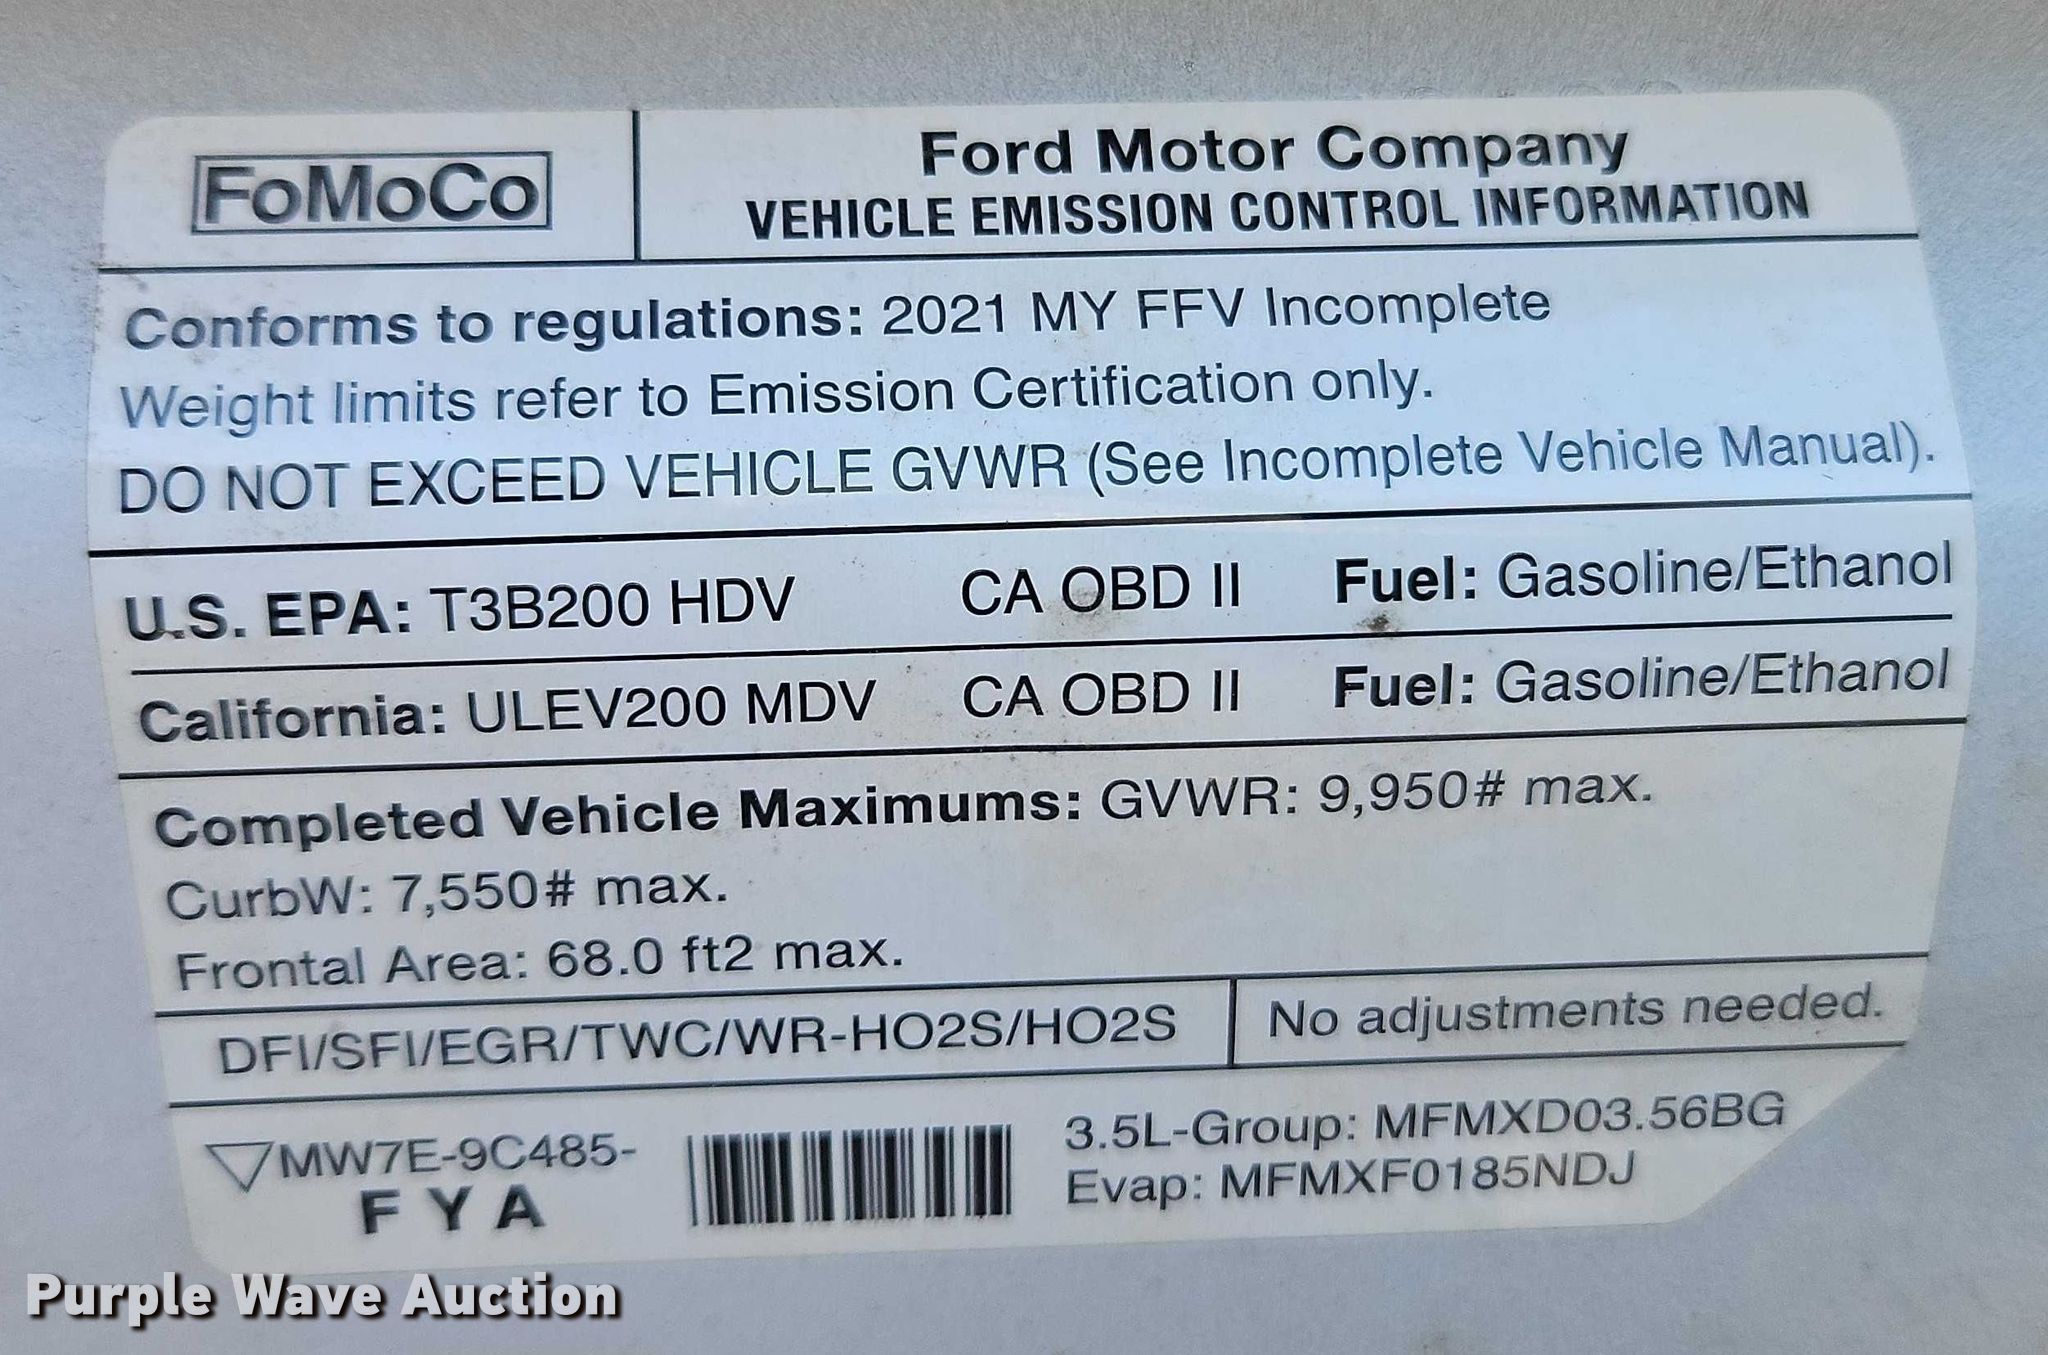 FoMoCo
Ford Motor Company
VEHICLE EMISSION CONTROL INFORMATION
Conforms to regulations: 2021 MY FFV Incomplete
Weight limits refer to Emission Certification only.
DO NOT EXCEED VEHICLE GVWR (See Incomplete Vehicle Manual).
U.S. EPA: T3B200 HDV CA OBD II Fuel: Gasoline/Ethanol
California: ULEV200 MDV CA OBD II Fuel: Gasoline/Ethanol
Completed Vehicle Maximums: GVWR: 9,950# max.
CurbW: 7,550# max.
Frontal Area: 68.0 ft2 max.
DFI/SFI/EGR/TWC/WR-HO2S/HO2S No adjustments needed.
MW7E-9C485-
F Y A
3.5L-Group: MFMXD03.56BG
Evap: MFMXF0185NDJ
Purple Wave Auction